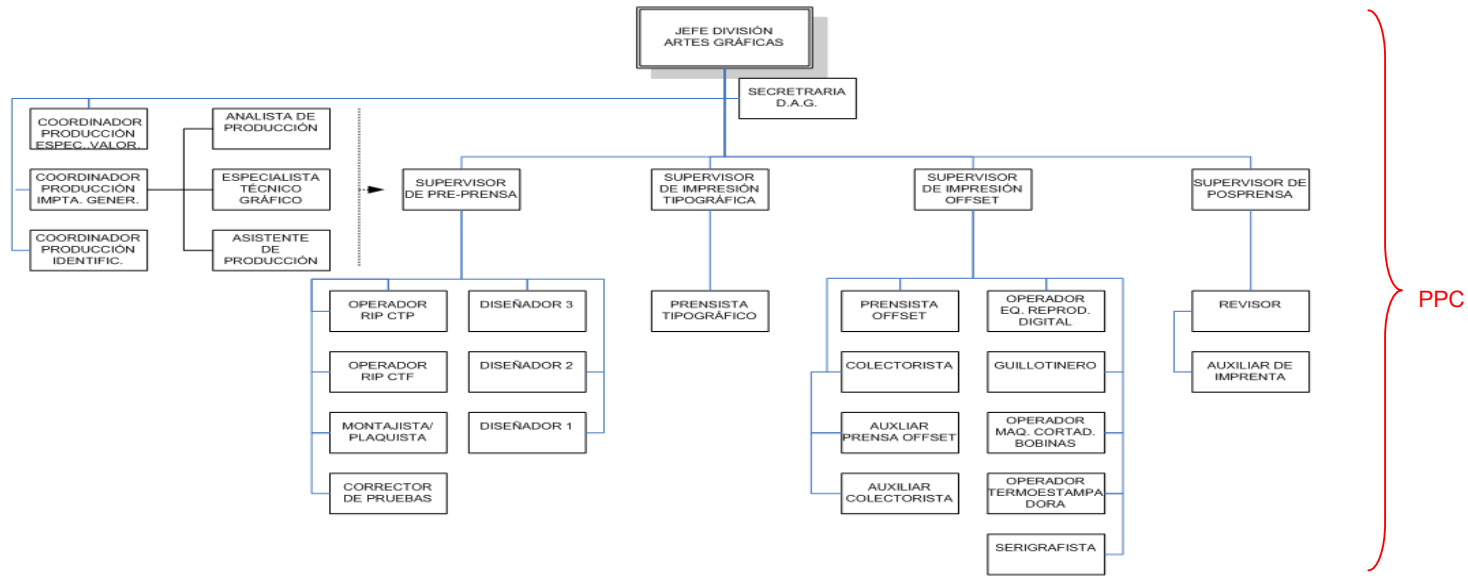 JEFE DIVISIÓN
ARTES GRÁFICAS
SECRETRARIA
D.A.G.
COORDINADOR
PRODUCCIÓN
ESPEC..VALOR.
ANALISTA DE
PRODUCCIÓN
COORDINADOR
PRODUCCIÓN
IMPTA. GENER.
ESPECIALISTA
TÉCNICO
GRÁFICO
COORDINADOR
PRODUCCIÓN
IDENTIFIC.
ASISTENTE
DE
PRODUCCIÓN
SUPERVISOR
DE PRE-PRENSA
SUPERVISOR
DE IMPRESIÓN
TIPOGRÁFICA
SUPERVISOR
DE IMPRESIÓN
OFFSET
SUPERVISOR DE
POSPRENSA
OPERADOR
RIP CTP
DISEÑADOR 3
OPERADOR
RIP CTF
DISEÑADOR 2
MONTAJISTA/
PLAQUISTA
DISEÑADOR 1
CORRECTOR
DE PRUEBAS
PRENSISTA
TIPOGRÁFICO
PRENSISTA
OFFSET
OPERADOR
EQ. REPROD.
DIGITAL
COLECTORISTA
GUILLOTINERO
AUXLIAR
PRENSA OFFSET
OPERADOR
MAQ. CORTAD.
BOBINAS
AUXILIAR
COLECTORISTA
OPERADOR
TERMOESTAMPA
DORA
SERIGRAFISTA
REVISOR
AUXILIAR DE
IMPRENTA
PPC